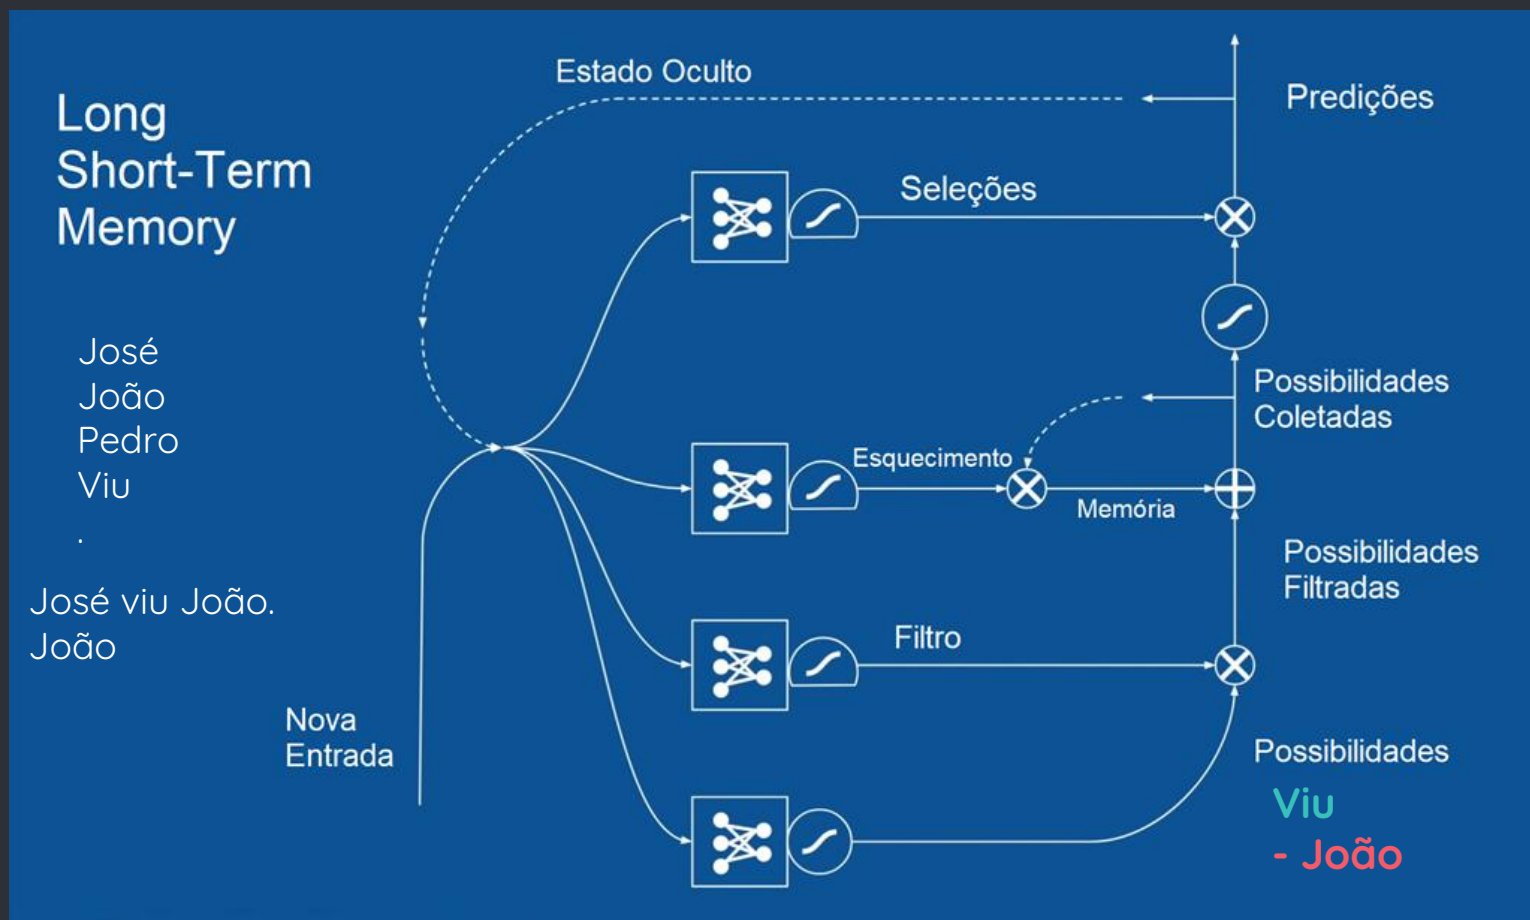 Long
Short-Term
Memory
Estado Oculto
Predições
Seleções
José
João
Pedro
Viu
.
Possibilidades
Coletadas
Esquecimento
Memória
Possibilidades
Filtradas
José viu João.
João
Filtro
Nova
Entrada
Possibilidades
Viu
- João